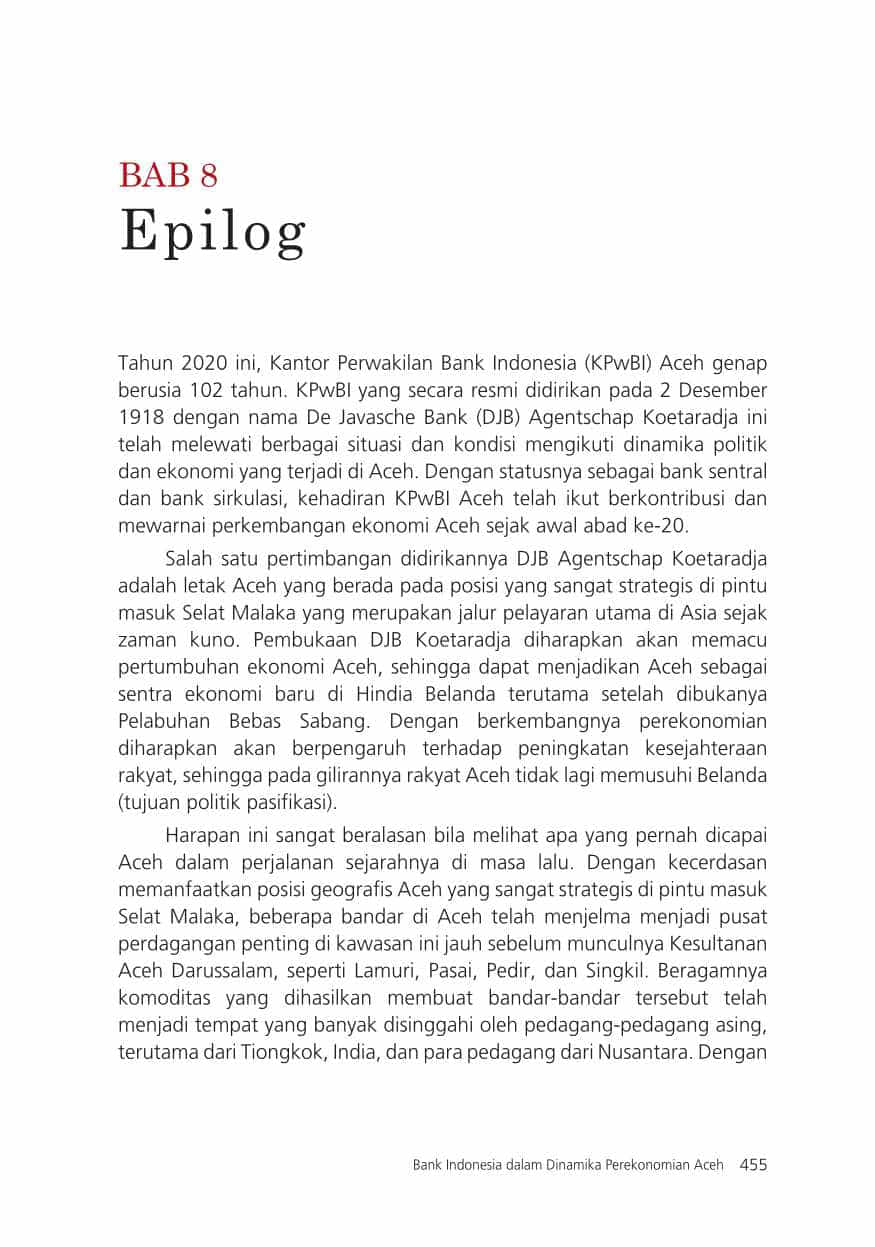 BAB 8
Epilog
Tahun 2020 ini, Kantor Perwakilan Bank Indonesia (KPwBI) Aceh genap
berusia 102 tahun. KPwBI yang secara resmi didirikan pada 2 Desember
1918 dengan nama De Javasche Bank (DJB) Agentschap Koetaradja ini
telah melewati berbagai situasi dan kondisi mengikuti dinamika politik
dan ekonomi yang terjadi di Aceh. Dengan statusnya sebagai bank sentral
dan bank sirkulasi, kehadiran KPwBI Aceh telah ikut berkontribusi dan
mewarnai perkembangan ekonomi Aceh sejak awal abad ke-20.
Salah satu pertimbangan didirikannya DJB Agentschap Koetaradja
adalah letak Aceh yang berada pada posisi yang sangat strategis di pintu
masuk Selat Malaka yang merupakan jalur pelayaran utama di Asia sejak
zaman kuno. Pembukaan DJB Koetaradja diharapkan akan memacu
pertumbuhan ekonomi Aceh, sehingga dapat menjadikan Aceh sebagai
sentra ekonomi baru di Hindia Belanda terutama setelah dibukanya
Pelabuhan Bebas Sabang. Dengan berkembangnya perekonomian
diharapkan akan berpengaruh terhadap peningkatan kesejahteraan
rakyat, sehingga pada gilirannya rakyat Aceh tidak lagi memusuhi Belanda
(tujuan politik pasifikasi).
Harapan ini sangat beralasan bila melihat apa yang pernah dicapai
Aceh dalam perjalanan sejarahnya di masa lalu. Dengan kecerdasan
memanfaatkan posisi geografis Aceh yang sangat strategis di pintu masuk
Selat Malaka, beberapa bandar di Aceh telah menjelma menjadi pusat
perdagangan penting di kawasan ini jauh sebelum munculnya Kesultanan
Aceh Darussalam, seperti Lamuri, Pasai, Pedir, dan Singkil. Beragamnya
komoditas yang dihasilkan membuat bandar-bandar tersebut telah
menjadi tempat yang banyak disinggahi oleh pedagang-pedagang asing,
terutama dari Tiongkok, India, dan para pedagang dari Nusantara. Dengan
Bank Indonesia dalam Dinamika Perekonomian Aceh 455